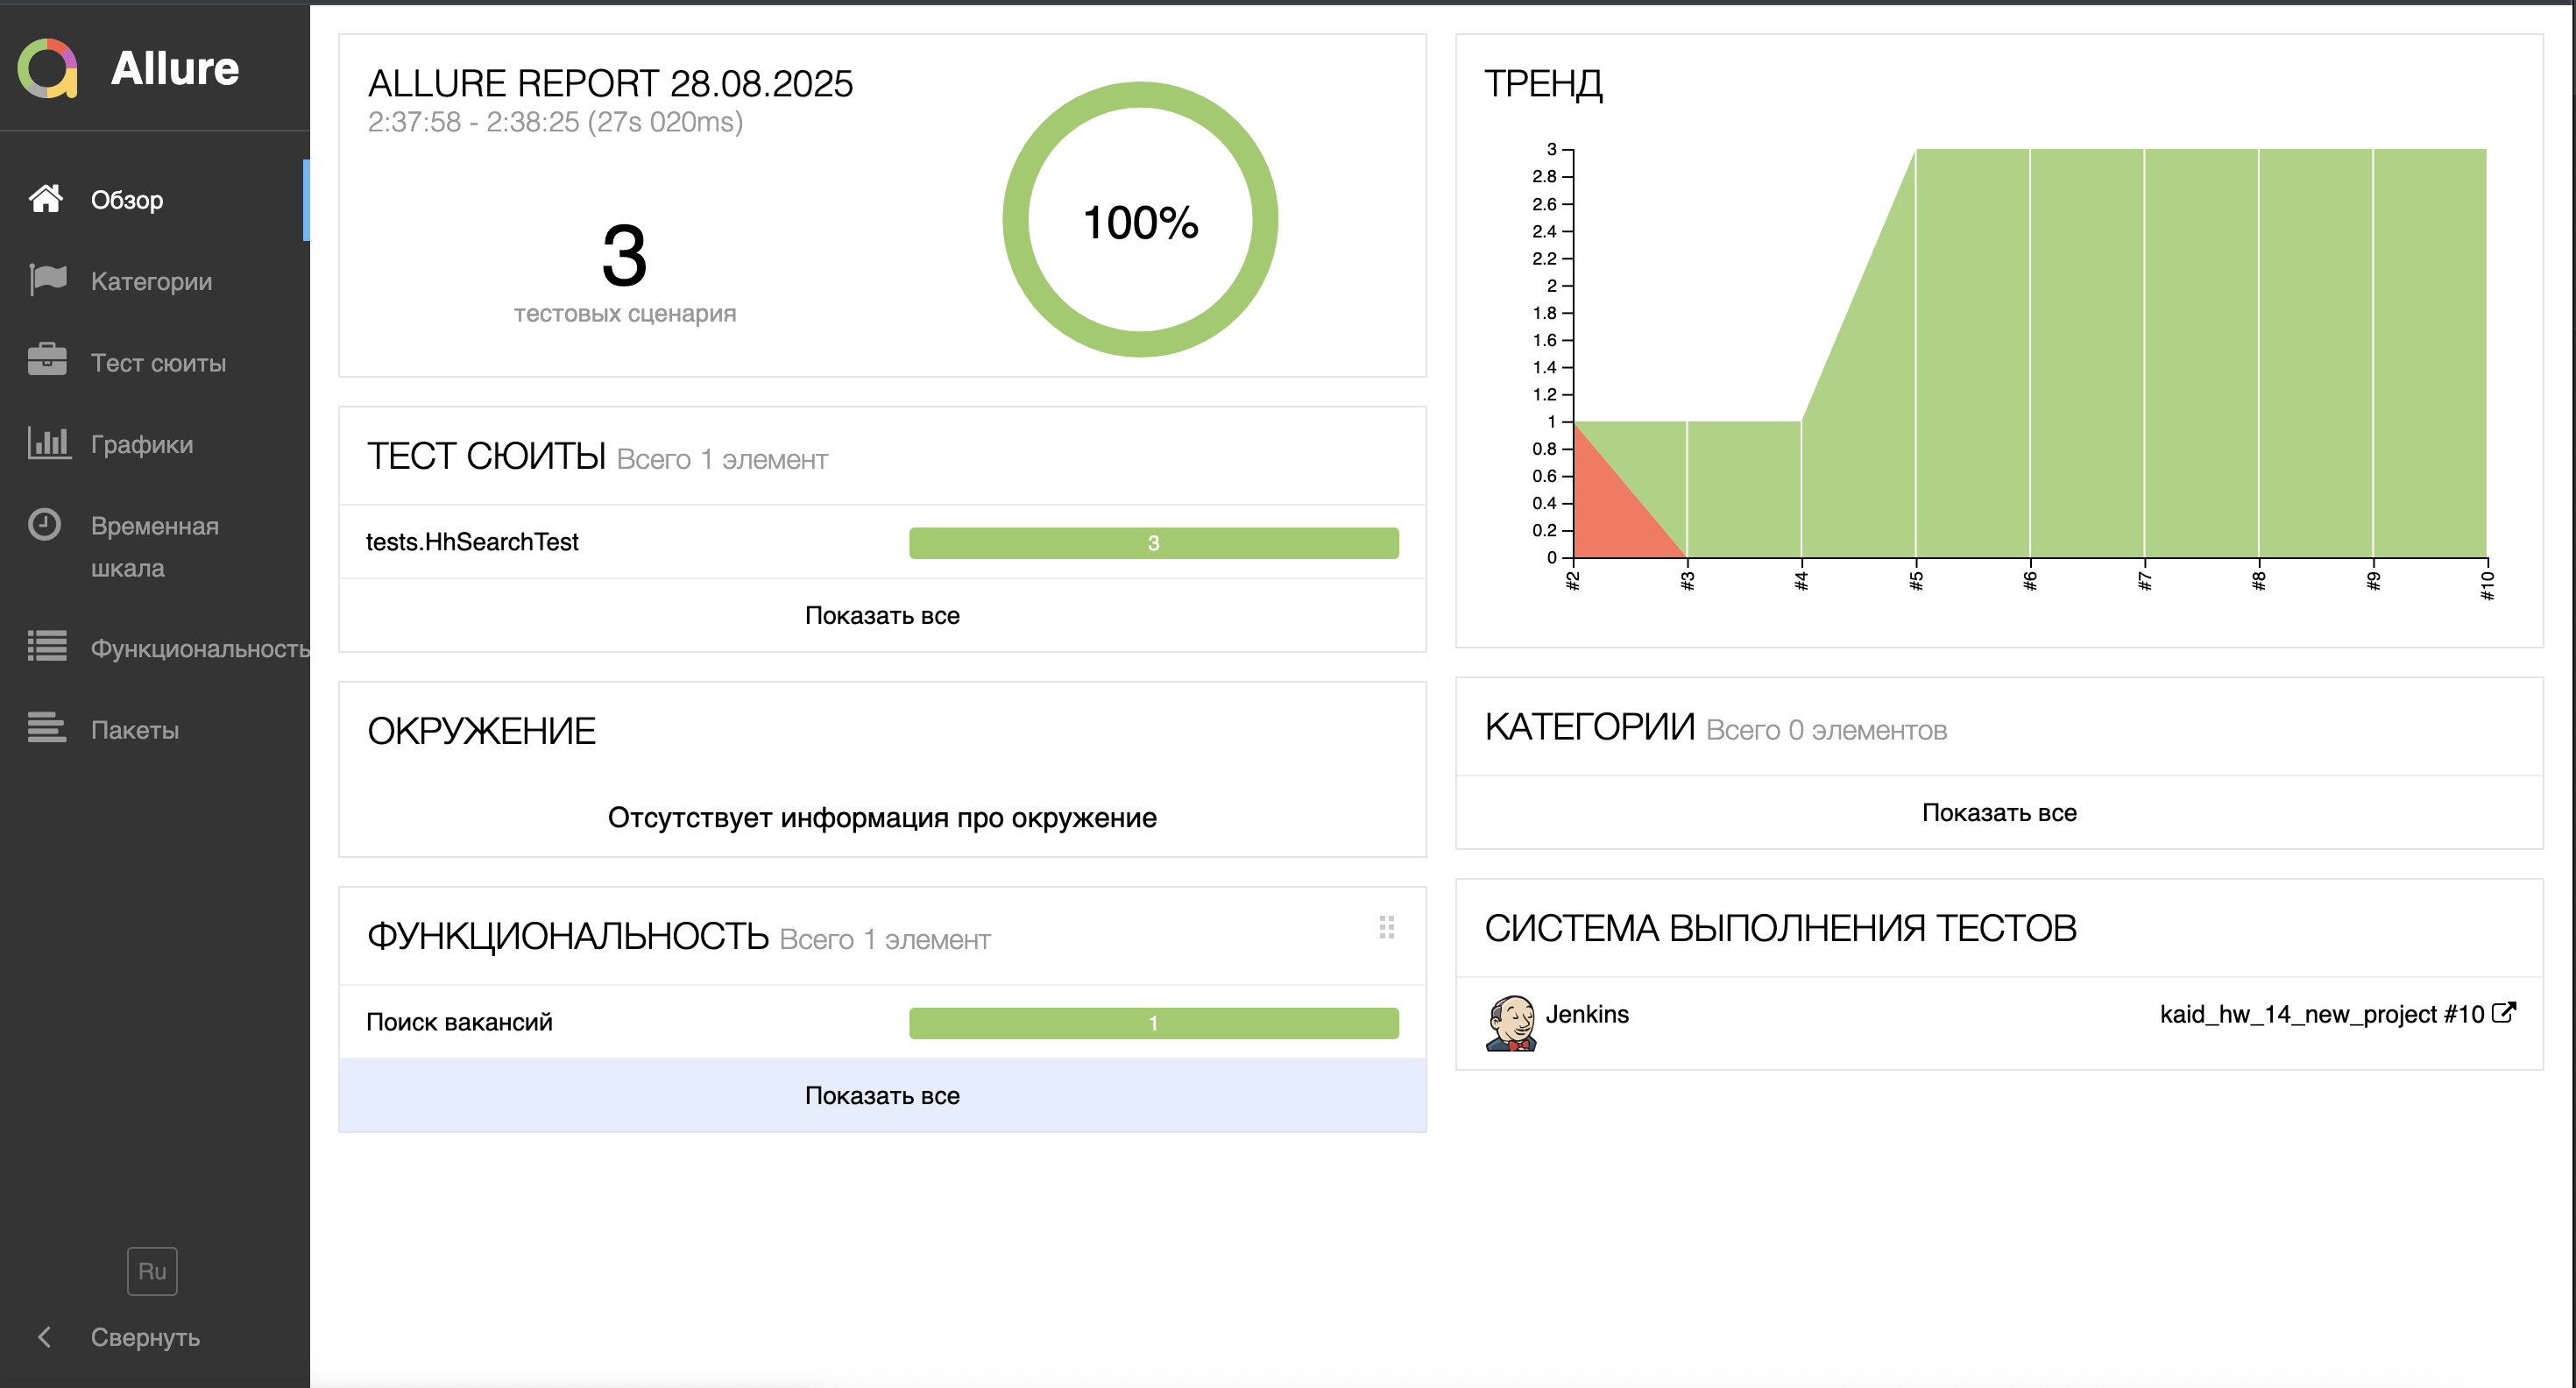 Allure
Обзор
Категории
Тест сюиты
Графики
Временная
шкала
Функциональность
Пакеты
Ru
Свернуть
ALLURE REPORT 28.08.2025
2:37:58 - 2:38:25 (27s 020ms)
3
тестовых сценария
100%
ТЕСТ СЮИТЫ Всего 1 элемент
tests.HhSearchTest 3
Показать все
ОКРУЖЕНИЕ
Отсутствует информация про окружение
ФУНКЦИОНАЛЬНОСТЬ Всего 1 элемент
Поиск вакансий 1
Показать все
ТРЕНД
3
2.8
2.6
2.4
2.2
2
1.8
1.6
1.4
1.2
1
0.8
0.6
0.4
0.2
0
#2 #3 #4 #5 #6 #7 #8 #9 #10
КАТЕГОРИИ Всего 0 элементов
Показать все
СИСТЕМА ВЫПОЛНЕНИЯ ТЕСТОВ
Jenkins kaid_hw_14_new_project #10